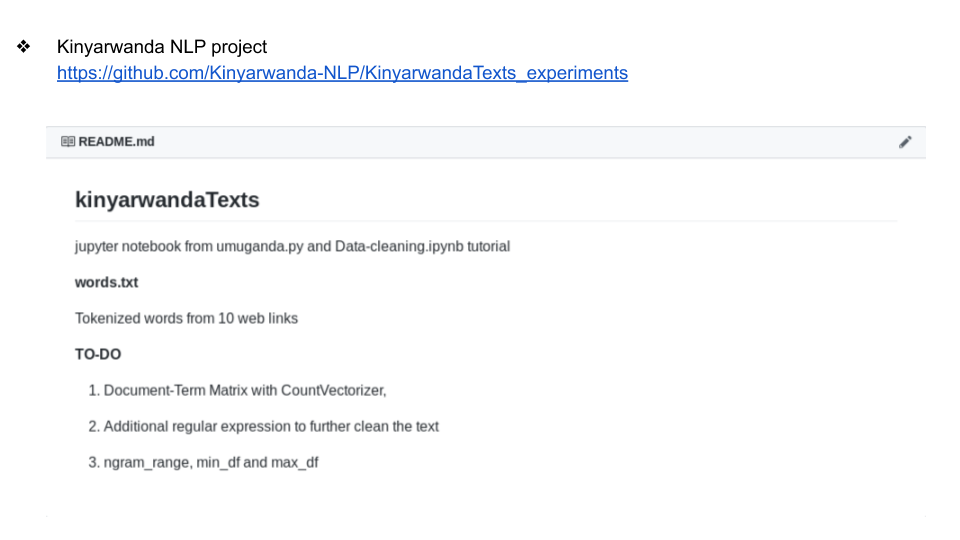 ❖ Kinyarwanda NLP project
https://github.com/Kinyarwanda-NLP/KinyarwandaTexts_experiments
README.md
kinyarwandaTexts
jupyter notebook from umuganda.py and Data-cleaning.ipynb tutorial
words.txt
Tokenized words from 10 web links
TO-DO
1. Document-Term Matrix with CountVectorizer,
2. Additional regular expression to further clean the text
3. ngram_range, min_df and max_df